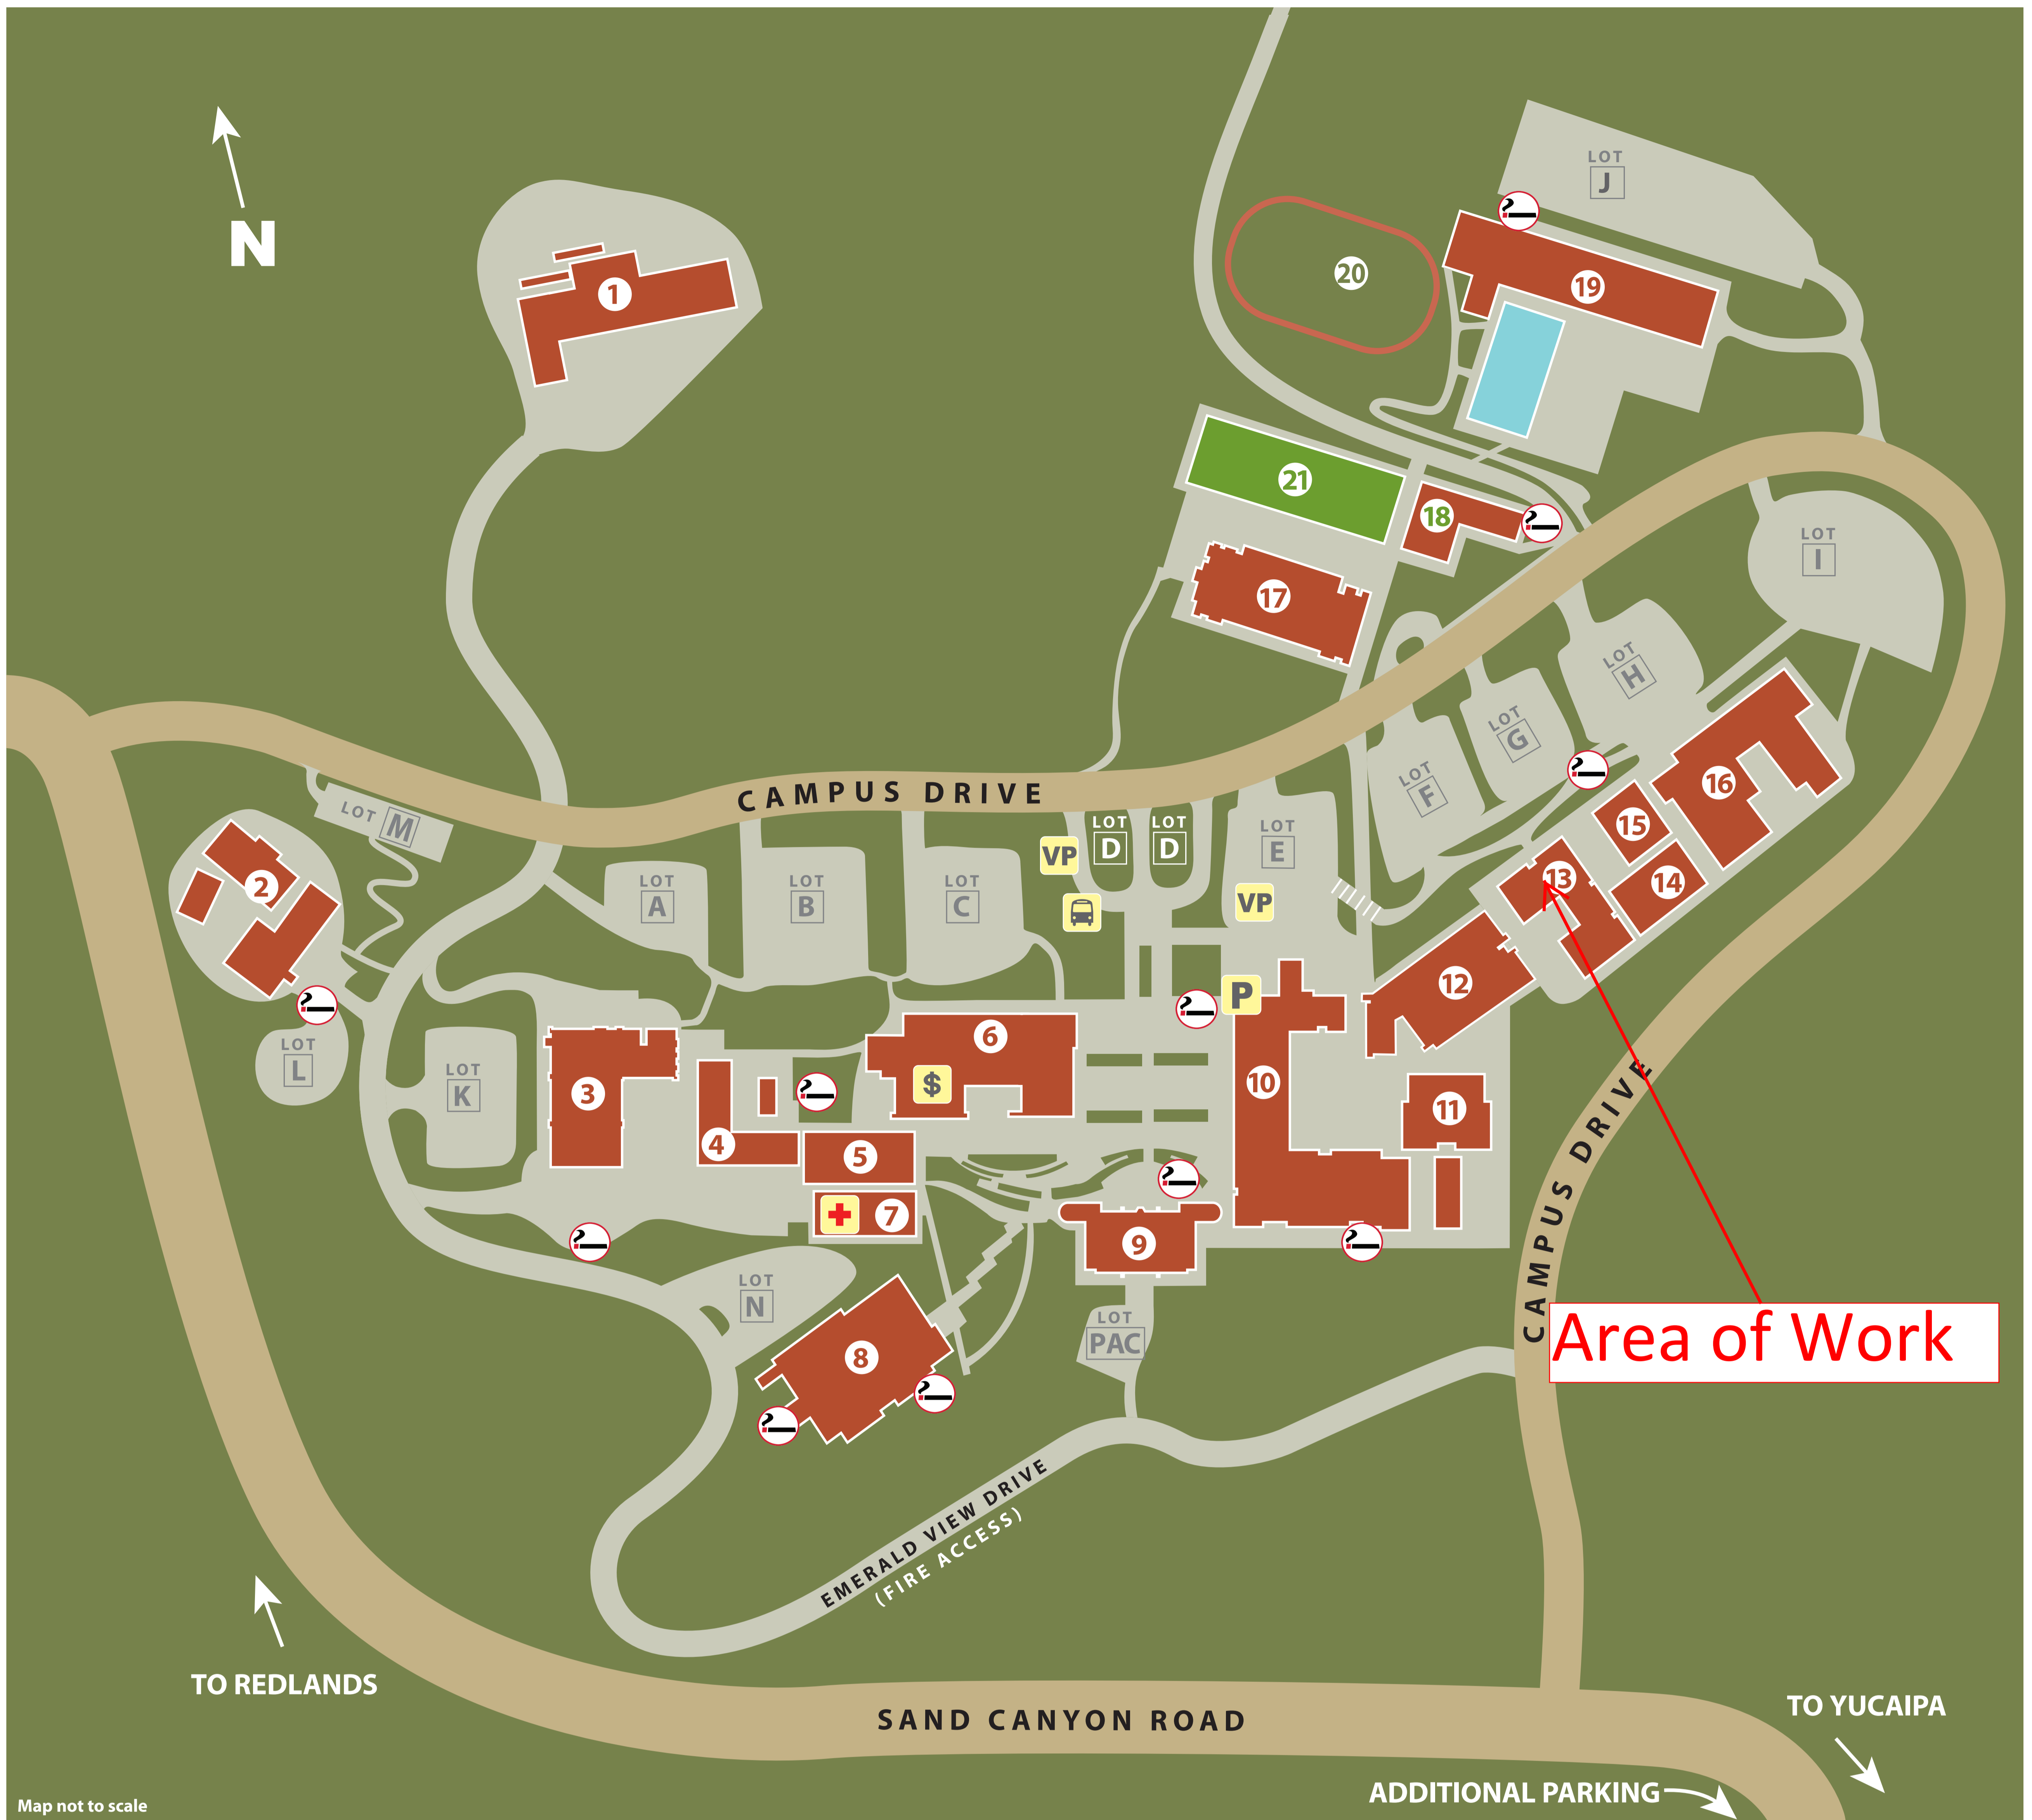 LOT
J
N
20
19
1
21
18
LOT
I
17
LOT
H
LOT
G
LOT
F
16
CAMPUS DRIVE
LOT
M
LOT
D
LOT
D
LOT
E
VP
15
2
LOT
A
LOT
B
LOT
C
VP
13
14
12
P
6
LOT
L
LOT
K
3
$
10
11
4
5
CAMPUS DRIVE
7
9
LOT
N
LOT
PAC
8
Area of Work
EMERALD VIEW DRIVE
(FIRE ACCESS)
TO REDLANDS
SAND CANYON ROAD
TO YUCAIPA
ADDITIONAL PARKING
Map not to scale